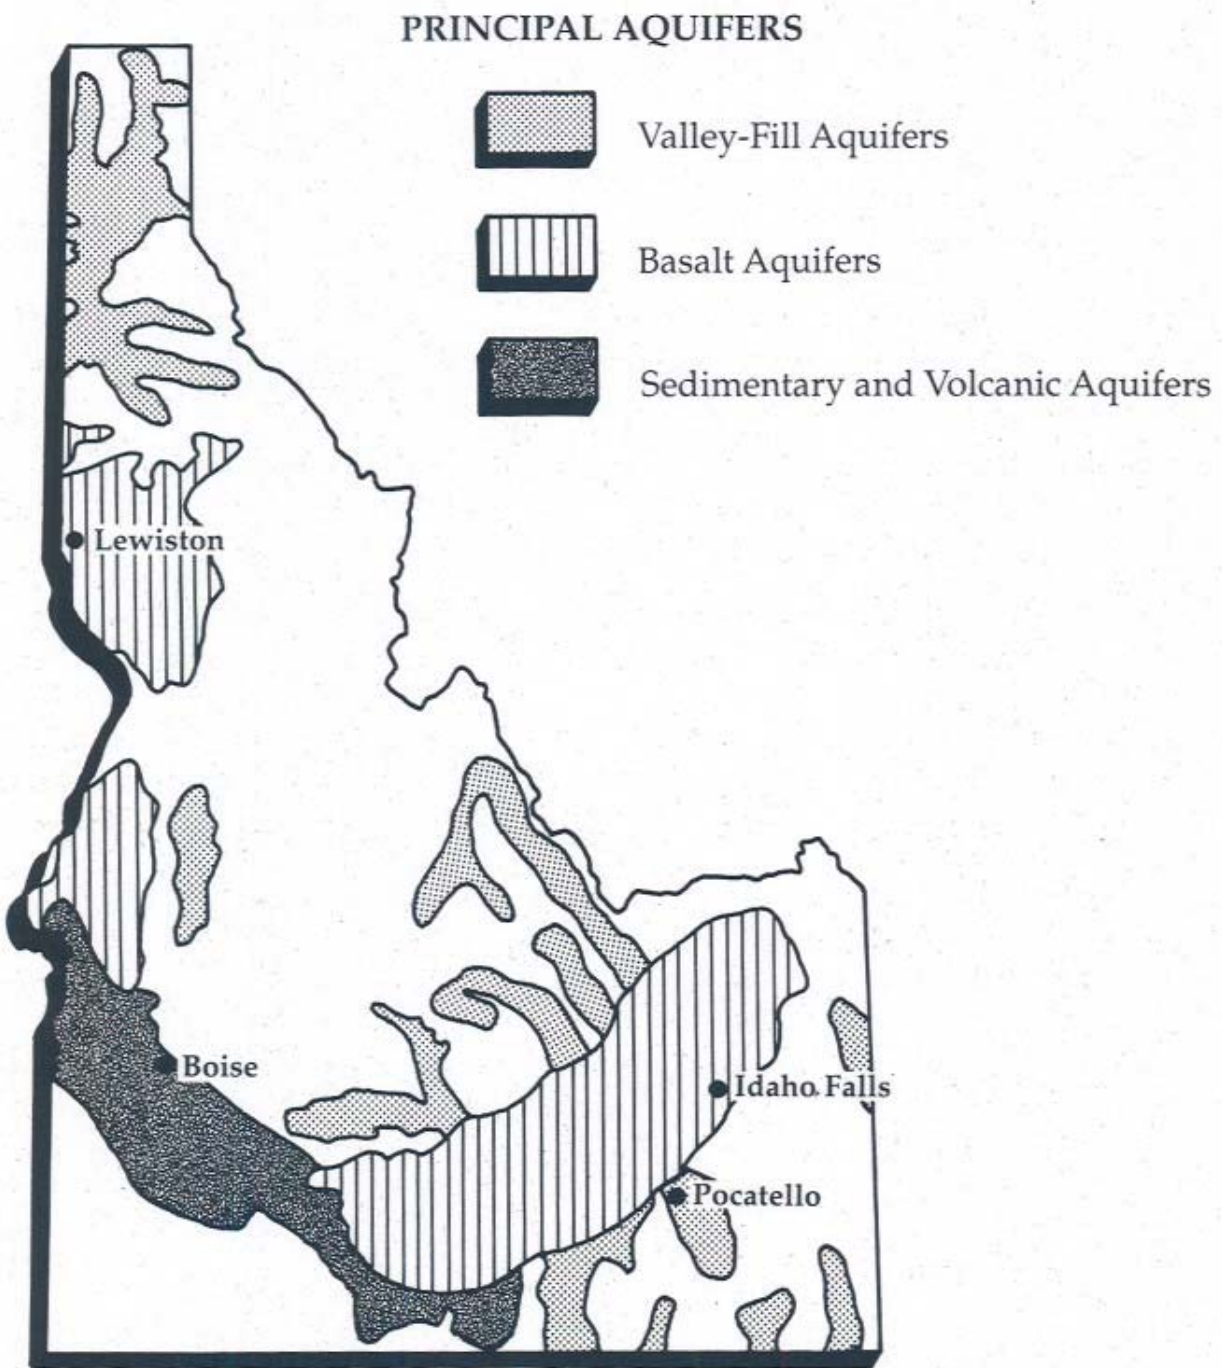 PRINCIPAL AQUIFERS
Valley-Fill Aquifers
Basalt Aquifers
Sedimentary and Volcanic Aquifers
Lewiston
Boise
Idaho Falls
Pocatello